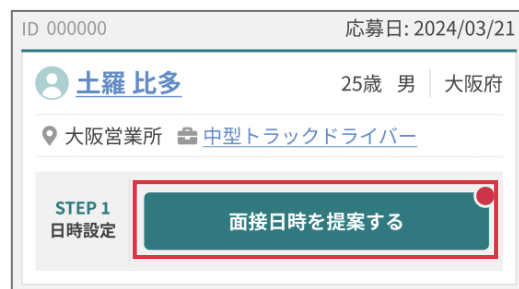 ID 000000 応募日: 2024/03/21
土羅 比多 25歳 男 大阪府
大阪営業所 中型トラックドライバー
STEP 1
日時設定
面接日時を提案する